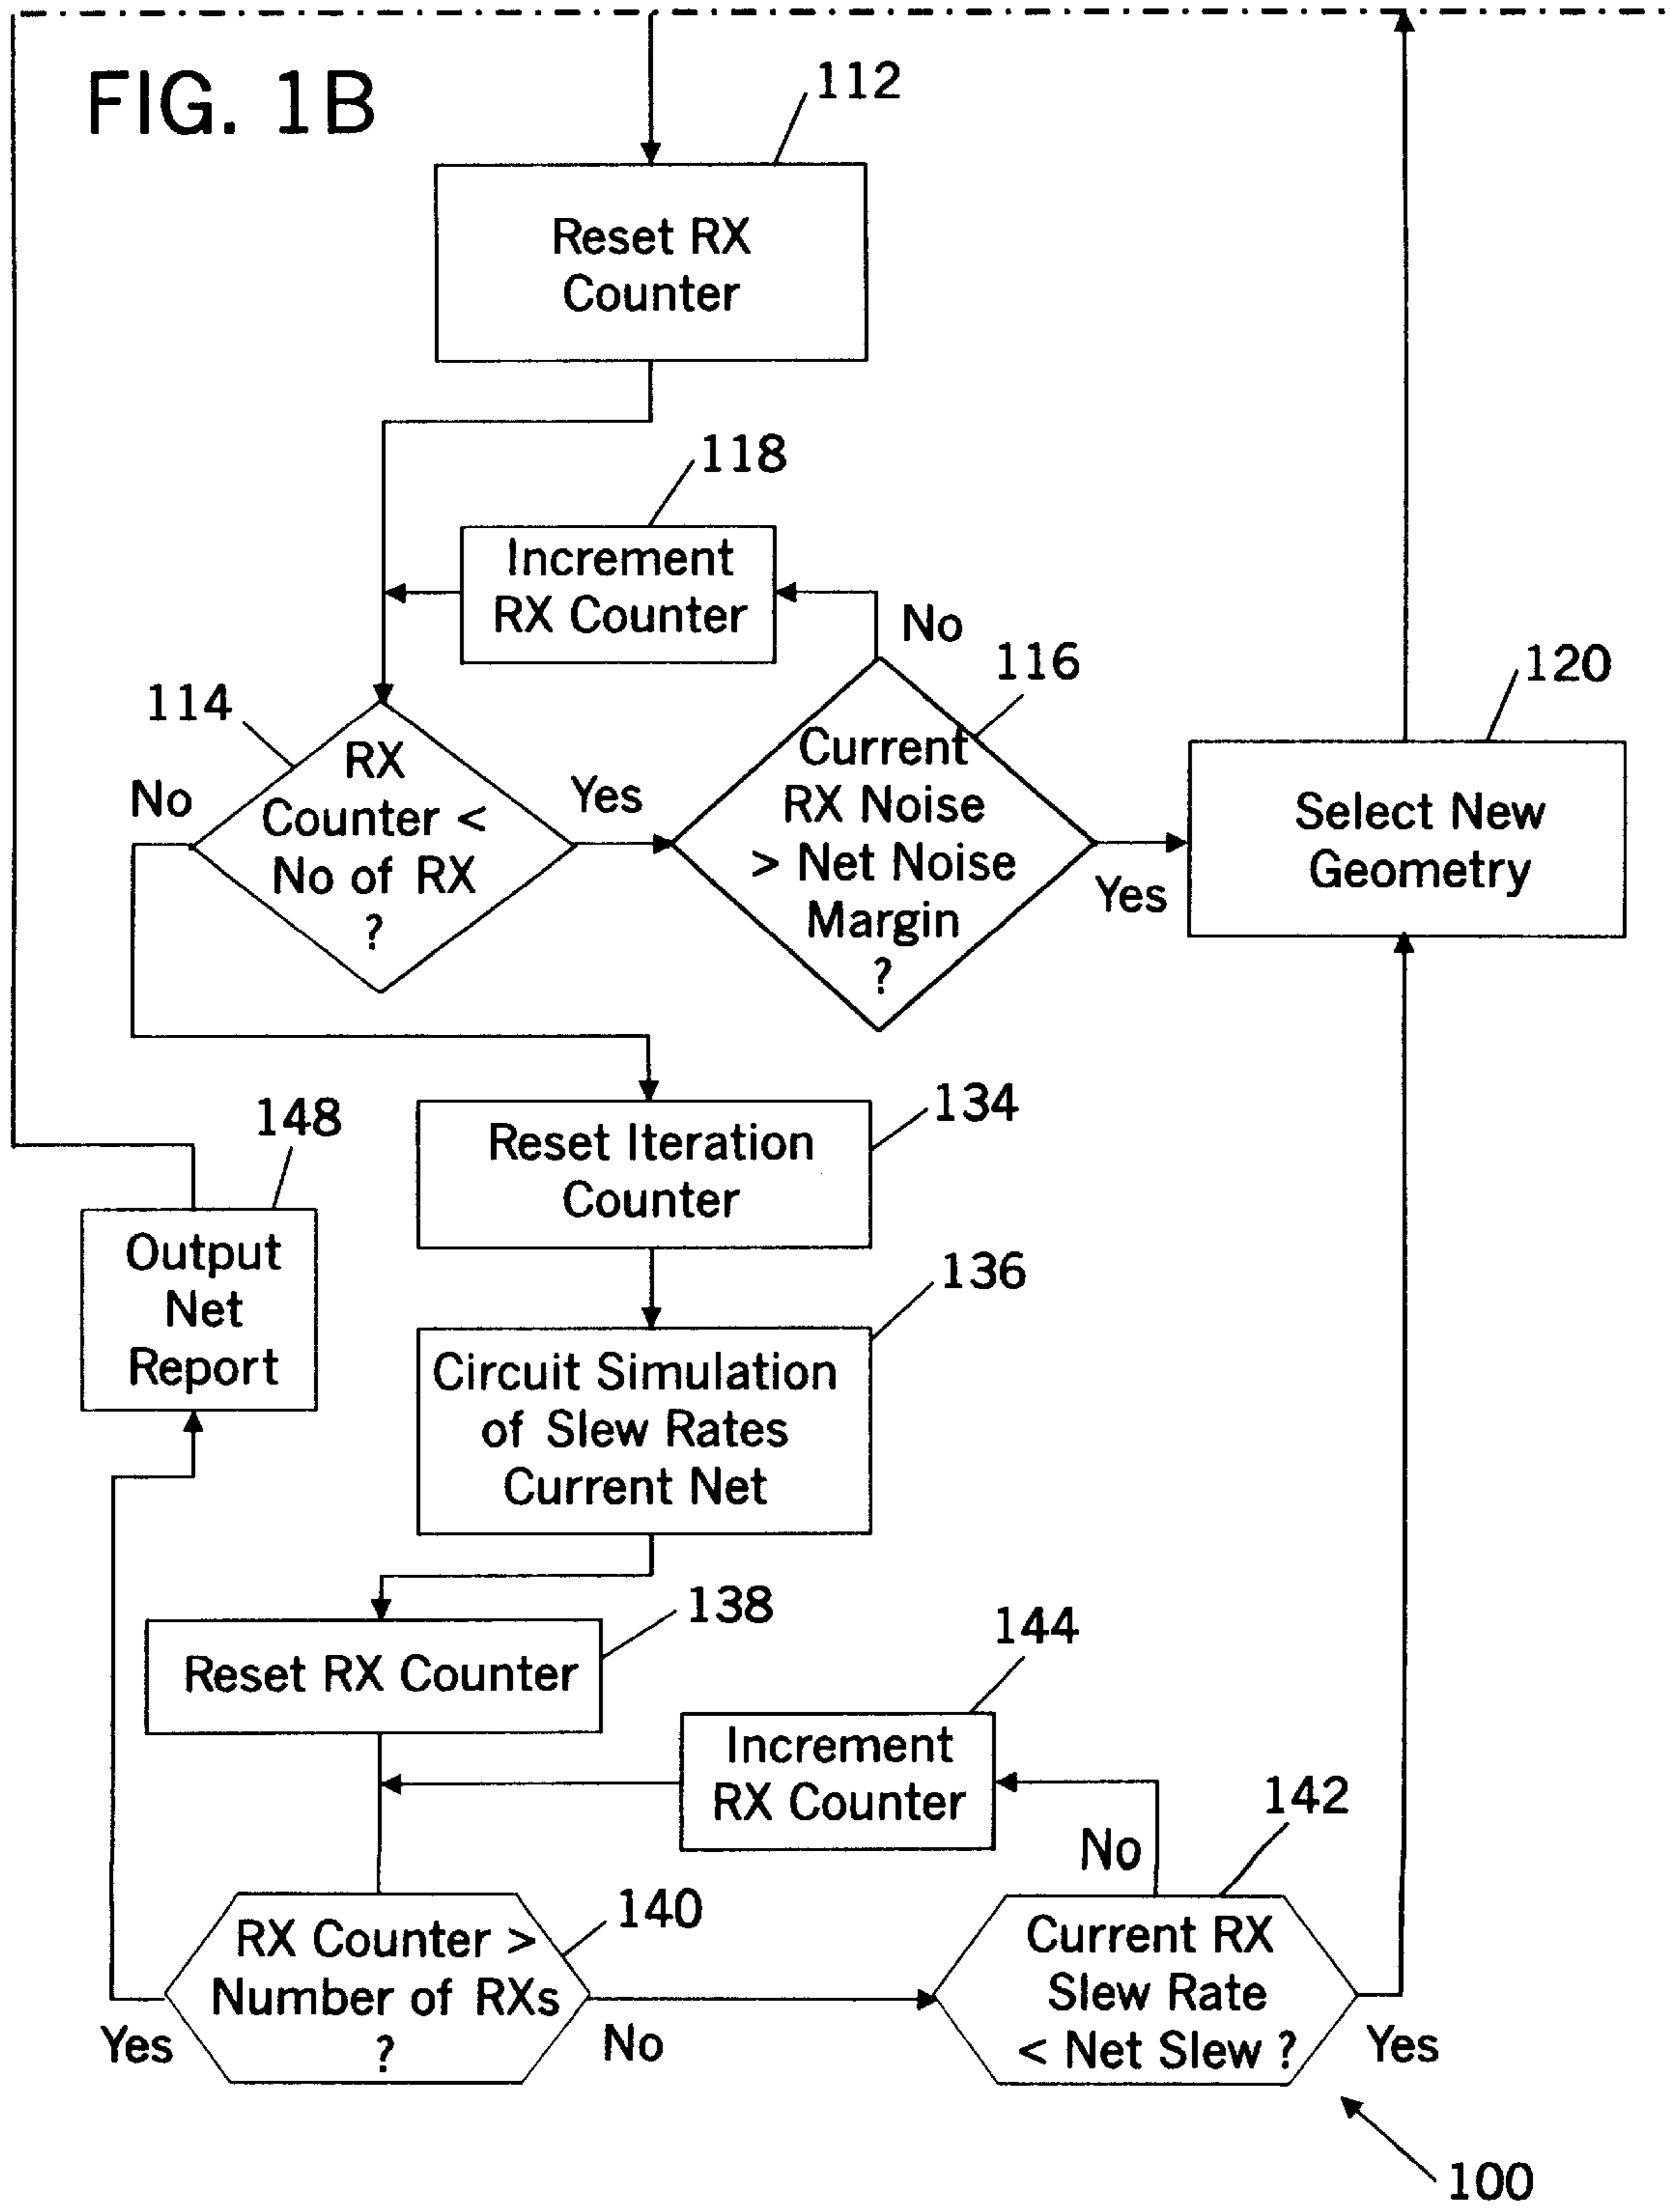 FIG. 1B
112
Reset RX
Counter
118
Increment
RX Counter
No
116
120
114
RX
Counter <
No of RX
?
No
Yes
Current
RX Noise
> Net Noise
Margin
?
Yes
Select New
Geometry
134
Reset Iteration
Counter
148
Output
Net
Report
136
Circuit Simulation
of Slew Rates
Current Net
138
Reset RX Counter
144
Increment
RX Counter
No
142
140
RX Counter >
Number of RXs
?
Yes
No
Current RX
Slew Rate
< Net Slew ?
Yes
100